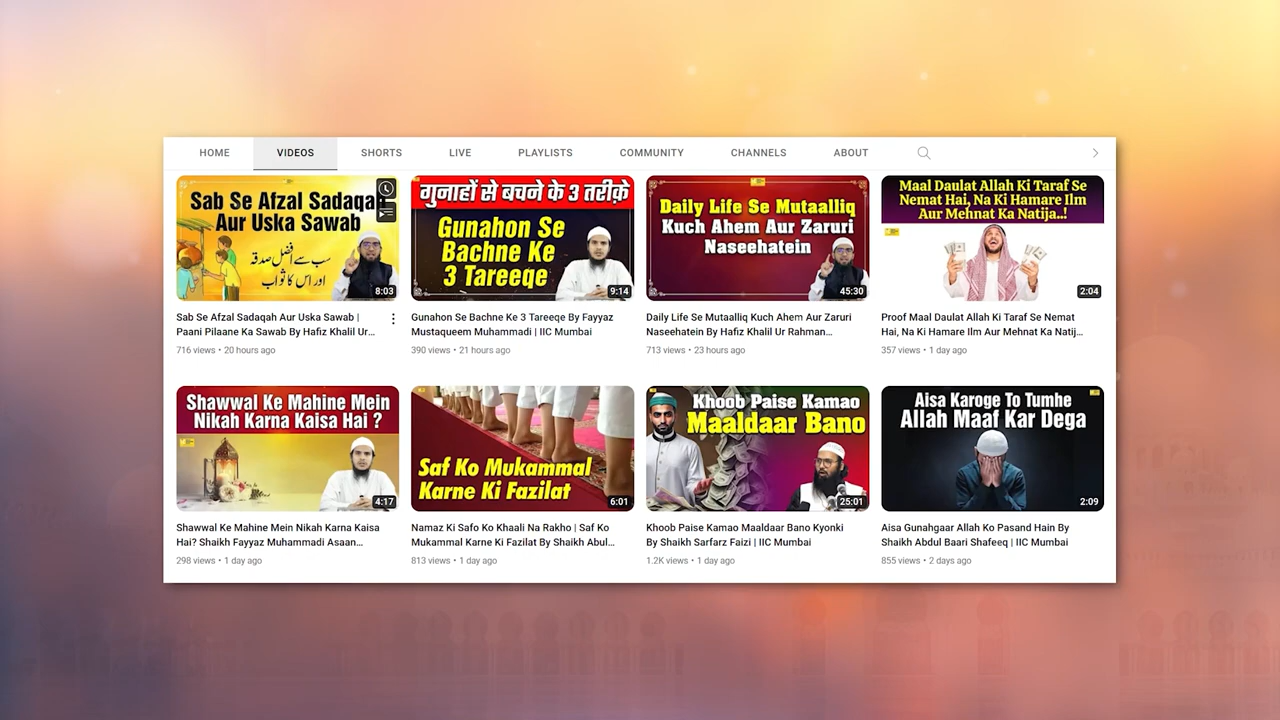 HOME VIDEOS SHORTS LIVE PLAYLISTS COMMUNITY CHANNELS ABOUT
Sab Se Afzal Sadaqah
Aur Uska Sawab
سب سے افضل صدقہ
اور اس کا ثواب
8:03
Sab Se Afzal Sadaqah Aur Uska Sawab |
Paani Pilaane Ka Sawab By Hafiz Khalil Ur...
716 views • 20 hours ago
गुनाहों से बचने के 3 तरीक़े
Gunahon Se
Bachne Ke
3 Tareeqe
9:14
Gunahon Se Bachne Ke 3 Tareeqe By Fayyaz
Mustaqueem Muhammadi | IIC Mumbai
390 views • 21 hours ago
Daily Life Se Mutaalliq
Kuch Ahem Aur Zaruri
Naseehatein
45:30
Daily Life Se Mutaalliq Kuch Ahem Aur Zaruri
Naseehatein By Hafiz Khalil Ur Rahman...
713 views • 23 hours ago
Maal Daulat Allah Ki Taraf Se
Nemat Hai, Na Ki Hamare Ilm
Aur Mehnat Ka Natija..!
2:04
Proof Maal Daulat Allah Ki Taraf Se Nemat
Hai, Na Ki Hamare Ilm Aur Mehnat Ka Natij...
357 views • 1 day ago
Shawwal Ke Mahine Mein
Nikah Karna Kaisa Hai ?
4:17
Shawwal Ke Mahine Mein Nikah Karna Kaisa
Hai? Shaikh Fayyaz Muhammadi Asaan...
298 views • 1 day ago
Saf Ko Mukammal
Karne Ki Fazilat
6:01
Namaz Ki Safo Ko Khaali Na Rakho | Saf Ko
Mukammal Karne Ki Fazilat By Shaikh Abul...
813 views • 1 day ago
Khoob Paise Kamao
Maaldaar Bano
25:01
Khoob Paise Kamao Maaldaar Bano Kyonki
By Shaikh Sarfarz Faizi | IIC Mumbai
1.2K views • 1 day ago
Aisa Karoge To Tumhe
Allah Maaf Kar Dega
2:09
Aisa Gunahgaar Allah Ko Pasand Hain By
Shaikh Abdul Baari Shafeeq | IIC Mumbai
855 views • 2 days ago